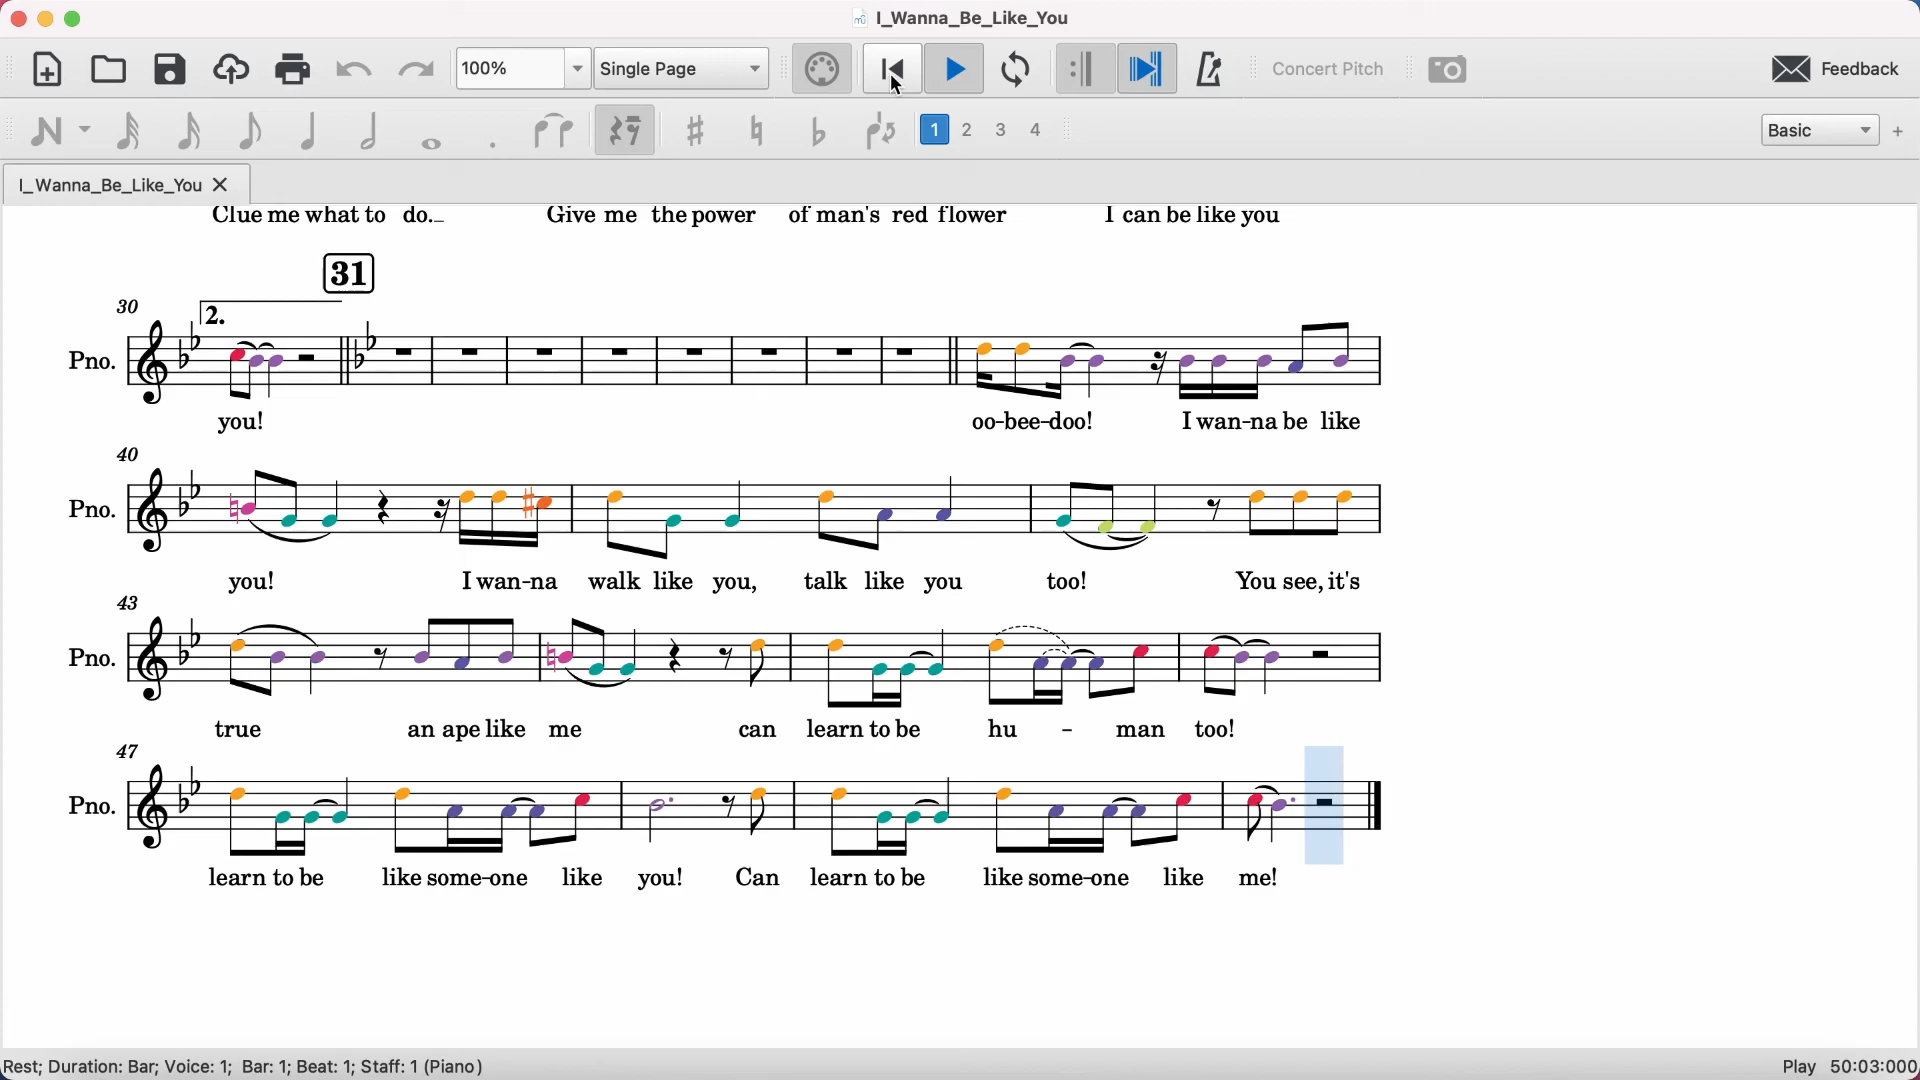 I_Wanna_Be_Like_You
100%
Single Page
Concert Pitch
Feedback
1 2 3 4
Basic
+
I_Wanna_Be_Like_You
Clue me what to do._ Give me the power of man's red flower I can be like you
31
30
2.
Pno.
you! oo-bee-doo! I wan-na be like
40
Pno.
you! I wan-na walk like you, talk like you too! You see, it's
43
Pno.
true an ape like me can learn to be hu - man too!
47
Pno.
learn to be like some-one like you! Can learn to be like some-one like me!
Rest; Duration: Bar; Voice: 1; Bar: 1; Beat: 1; Staff: 1 (Piano)
Play 50:03:000